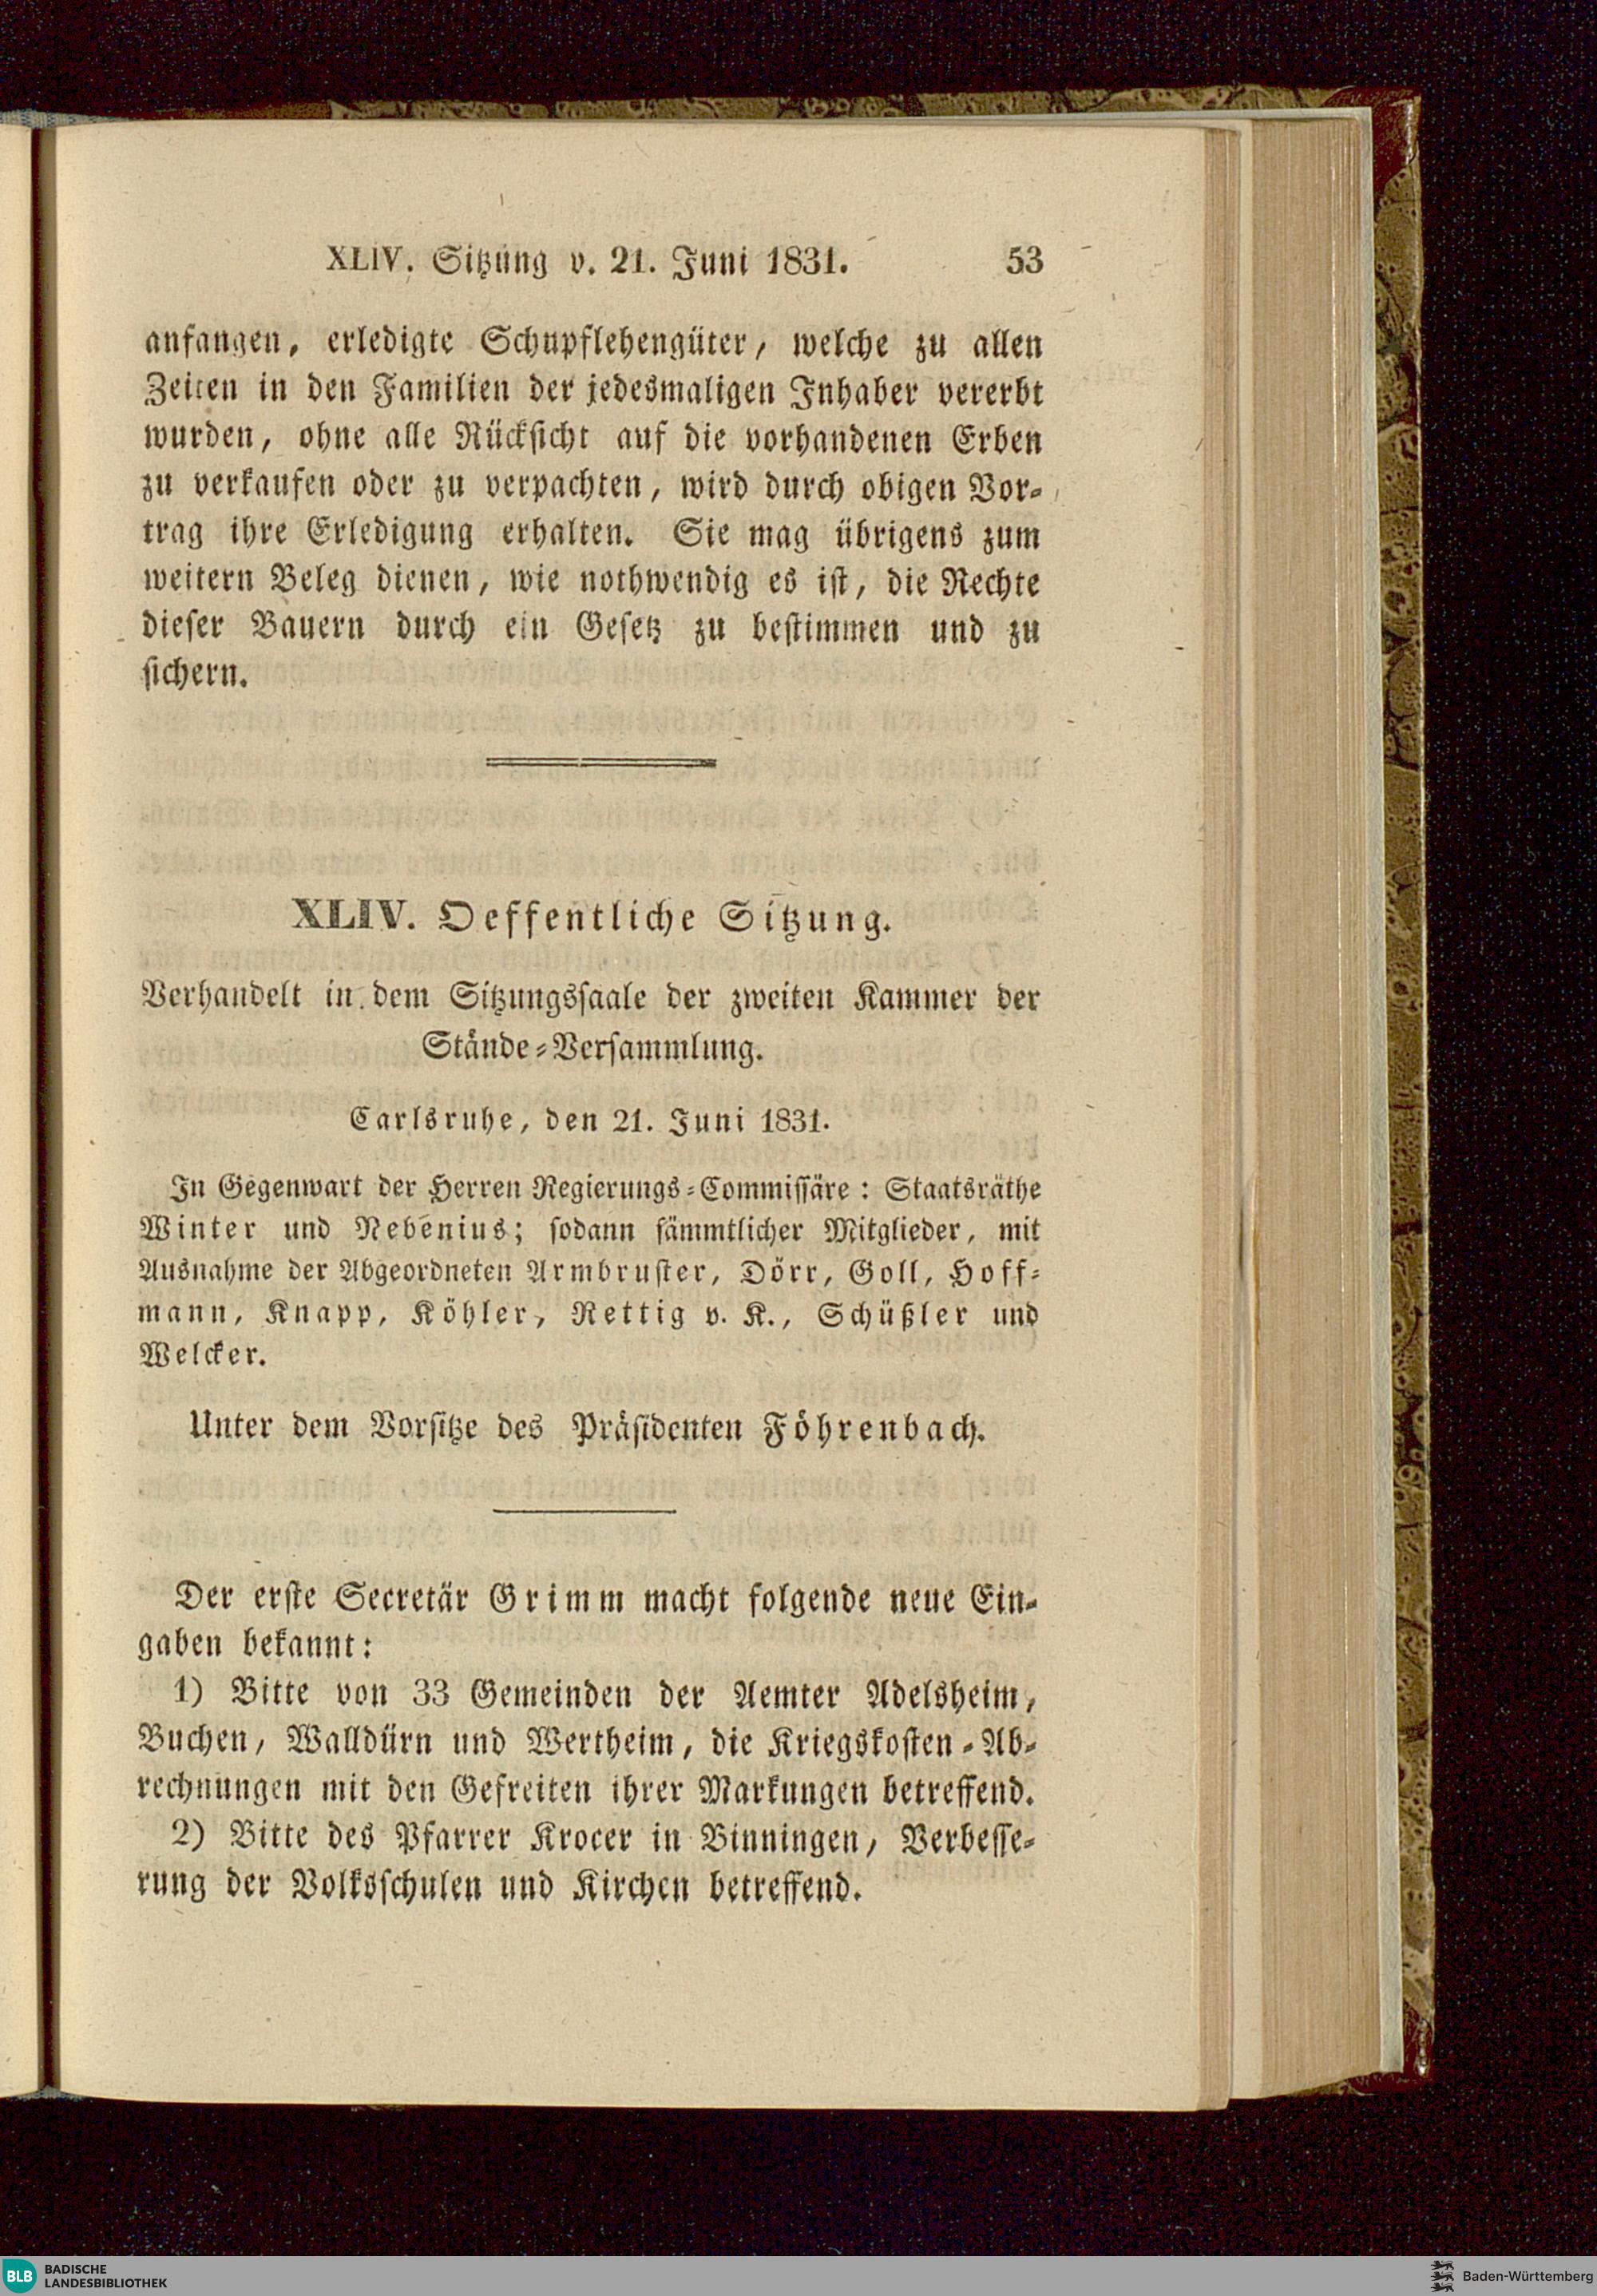 XLIV. Sitzung v. 21. Juni 1831. 53
anfangen, erledigte Schupflehengüter, welche zu allen
Zeiten in den Familien der jedesmaligen Inhaber vererbt
wurden, ohne alle Rücksicht auf die vorhandenen Erben
zu verkaufen oder zu verpachten, wird durch obigen Vor-
trag ihre Erledigung erhalten. Sie mag übrigens zum
weitern Beleg dienen, wie nothwendig es ist, die Rechte
dieser Bauern durch ein Gesetz zu bestimmen und zu
sichern.
XLIV. Oeffentliche Sitzung.
Verhandelt in dem Sitzungssaale der zweiten Kammer der
Stände-Versammlung.
Carlsruhe, den 21. Juni 1831.
In Gegenwart der Herren Regierungs-Commissäre: Staatsräthe
Winter und Nebenius; sodann sämmtlicher Mitglieder, mit
Ausnahme der Abgeordneten Armbruster, Dörr, Goll, Hoff-
mann, Knapp, Köhler, Rettig v. K., Schüßler und
Welcker.
Unter dem Vorsitze des Präsidenten Föhrenbach.
Der erste Secretär Grimm macht folgende neue Ein-
gaben bekannt:
1) Bitte von 33 Gemeinden der Aemter Adelsheim,
Buchen, Walldürn und Wertheim, die Kriegskosten-Ab-
rechnungen mit den Gefreiten ihrer Markungen betreffend.
2) Bitte des Pfarrer Krocer in Binningen, Verbesse-
rung der Volksschulen und Kirchen betreffend.
BLB BADISCHE
LANDESBIBLIOTHEK
Baden-Württemberg